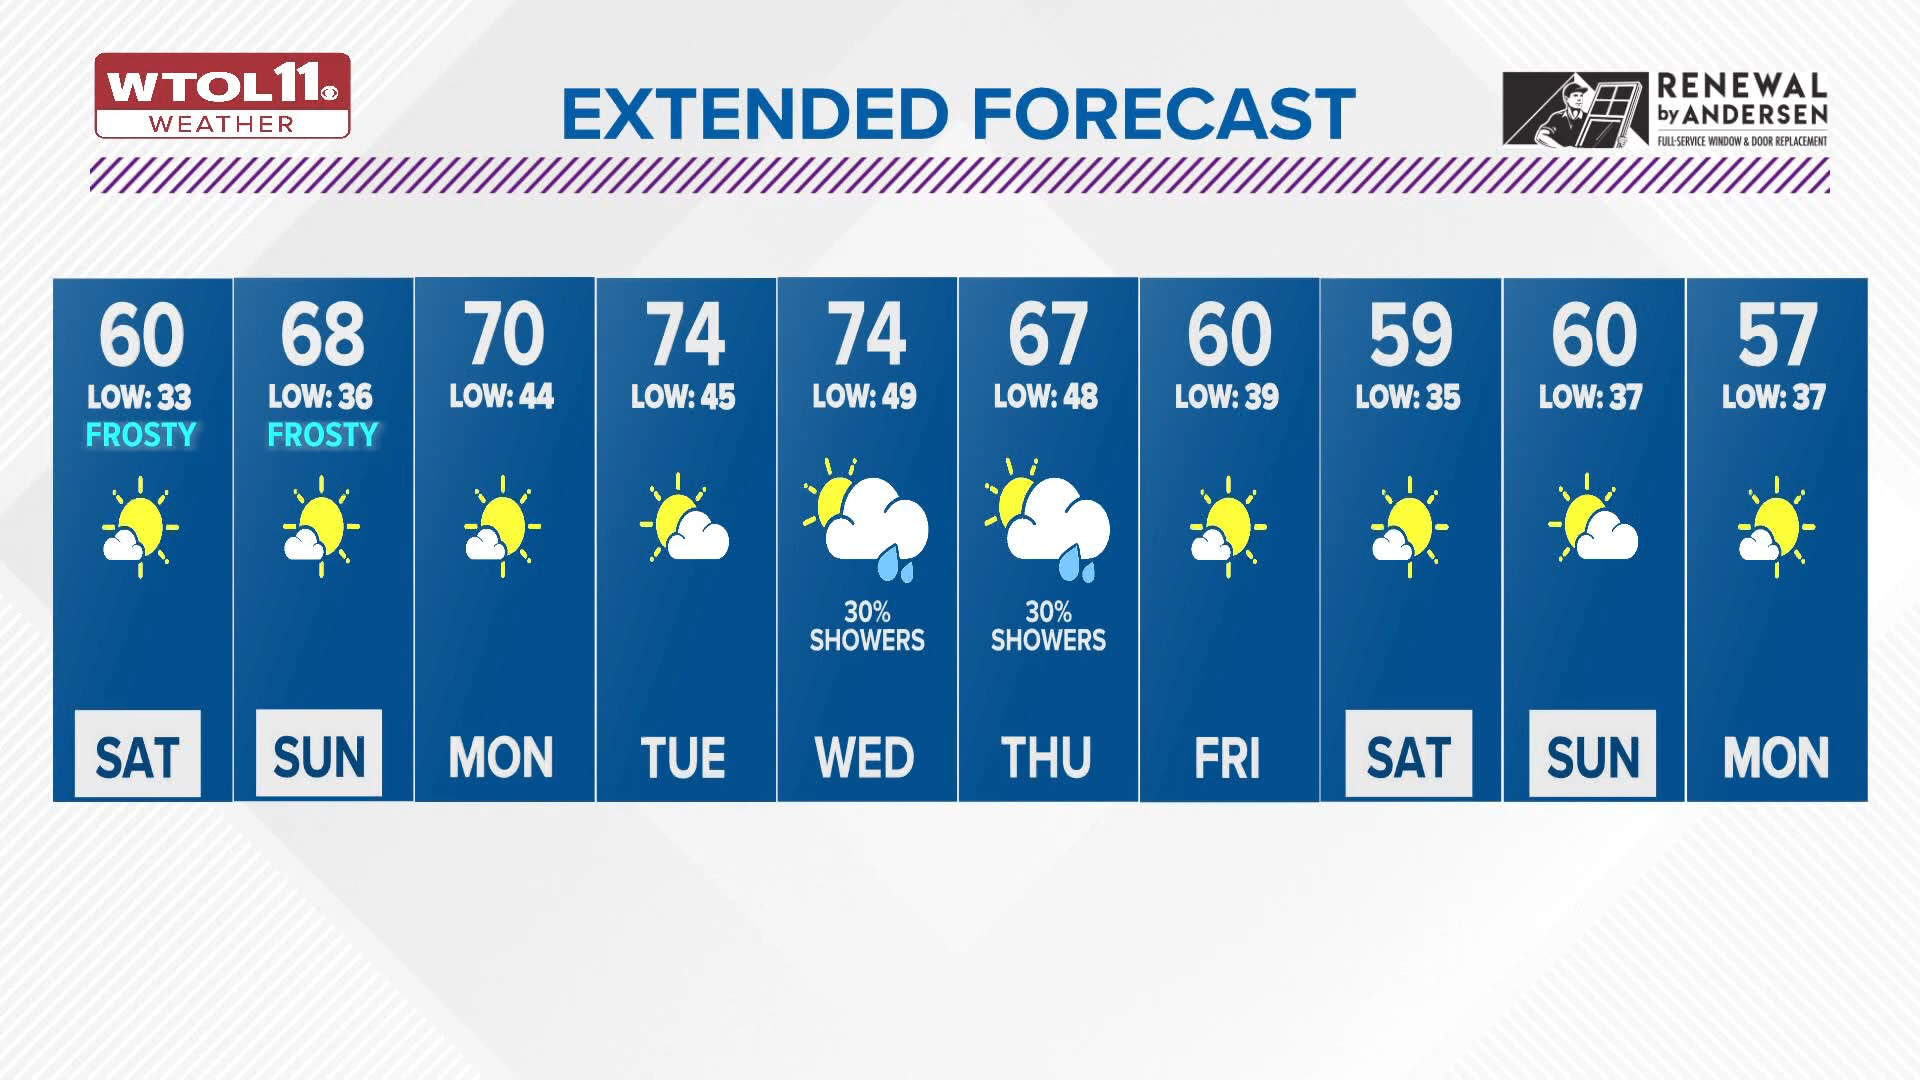 WTOL 11
WEATHER
EXTENDED FORECAST
RENEWAL
by ANDERSEN
FULL-SERVICE WINDOW & DOOR REPLACEMENT
60
LOW: 33
FROSTY
SAT
68
LOW: 36
FROSTY
SUN
70
LOW: 44
MON
74
LOW: 45
TUE
74
LOW: 49
30%
SHOWERS
WED
67
LOW: 48
30%
SHOWERS
THU
60
LOW: 39
FRI
59
LOW: 35
SAT
60
LOW: 37
SUN
57
LOW: 37
MON